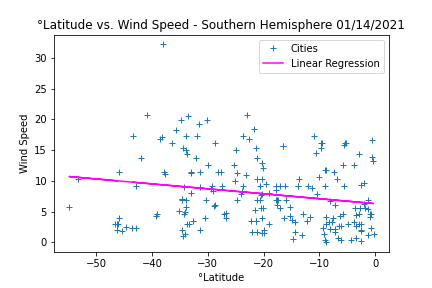 °Latitude vs. Wind Speed - Southern Hemisphere 01/14/2021
Cities
Linear Regression
Wind Speed
30
25
20
15
10
5
0
−50
−40
−30
−20
−10
0
°Latitude